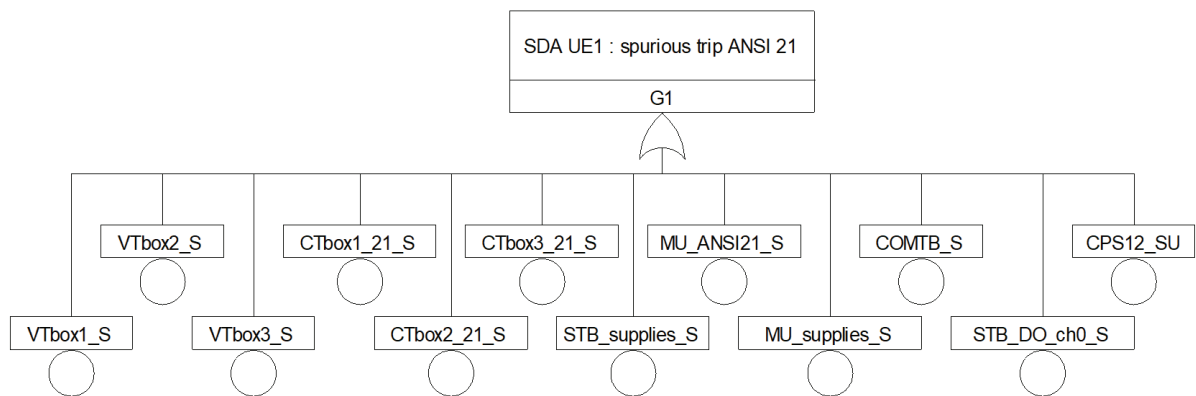 SDA UE1 : spurious trip ANSI 21
G1
VTbox2_S
CTbox1_21_S
CTbox3_21_S
MU_ANSI21_S
COMTB_S
CPS12_SU
VTbox1_S
VTbox3_S
CTbox2_21_S
STB_supplies_S
MU_supplies_S
STB_DO_ch0_S